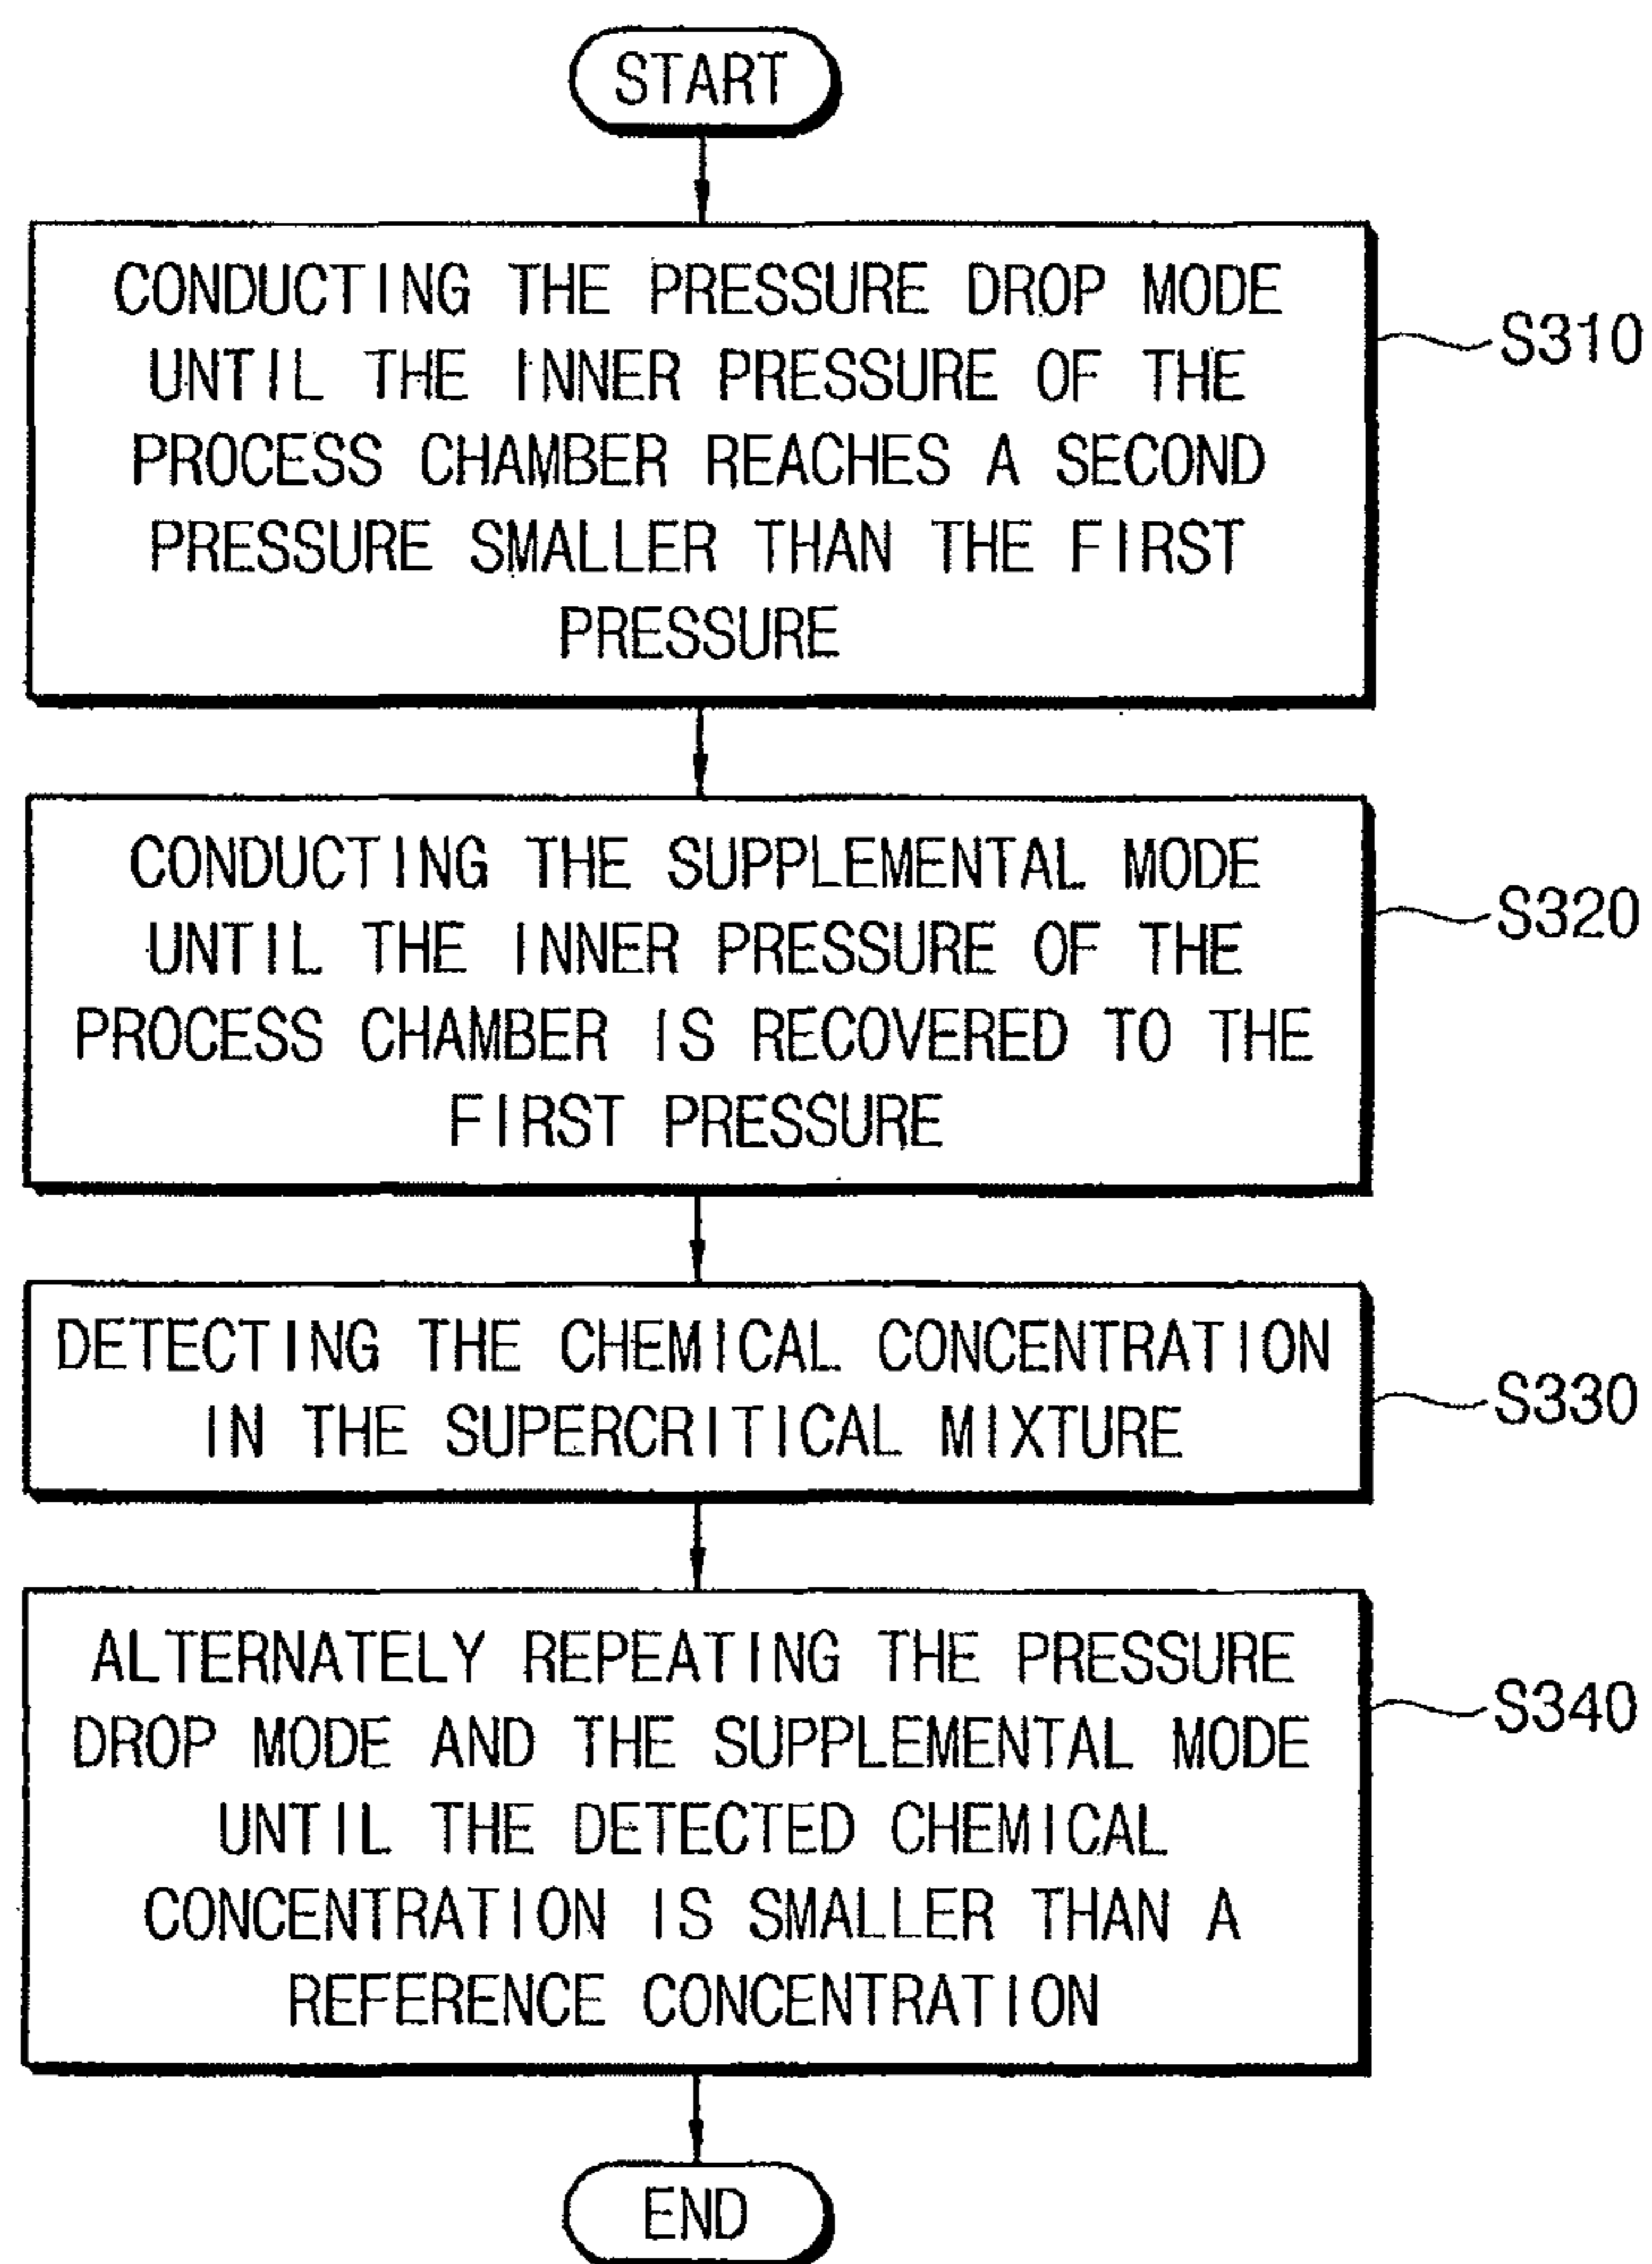 START
CONDUCTING THE PRESSURE DROP MODE
UNTIL THE INNER PRESSURE OF THE
PROCESS CHAMBER REACHES A SECOND
PRESSURE SMALLER THAN THE FIRST
PRESSURE
S310
CONDUCTING THE SUPPLEMENTAL MODE
UNTIL THE INNER PRESSURE OF THE
PROCESS CHAMBER IS RECOVERED TO THE
FIRST PRESSURE
S320
DETECTING THE CHEMICAL CONCENTRATION
IN THE SUPERCRITICAL MIXTURE
S330
ALTERNATELY REPEATING THE PRESSURE
DROP MODE AND THE SUPPLEMENTAL MODE
UNTIL THE DETECTED CHEMICAL
CONCENTRATION IS SMALLER THAN A
REFERENCE CONCENTRATION
S340
END